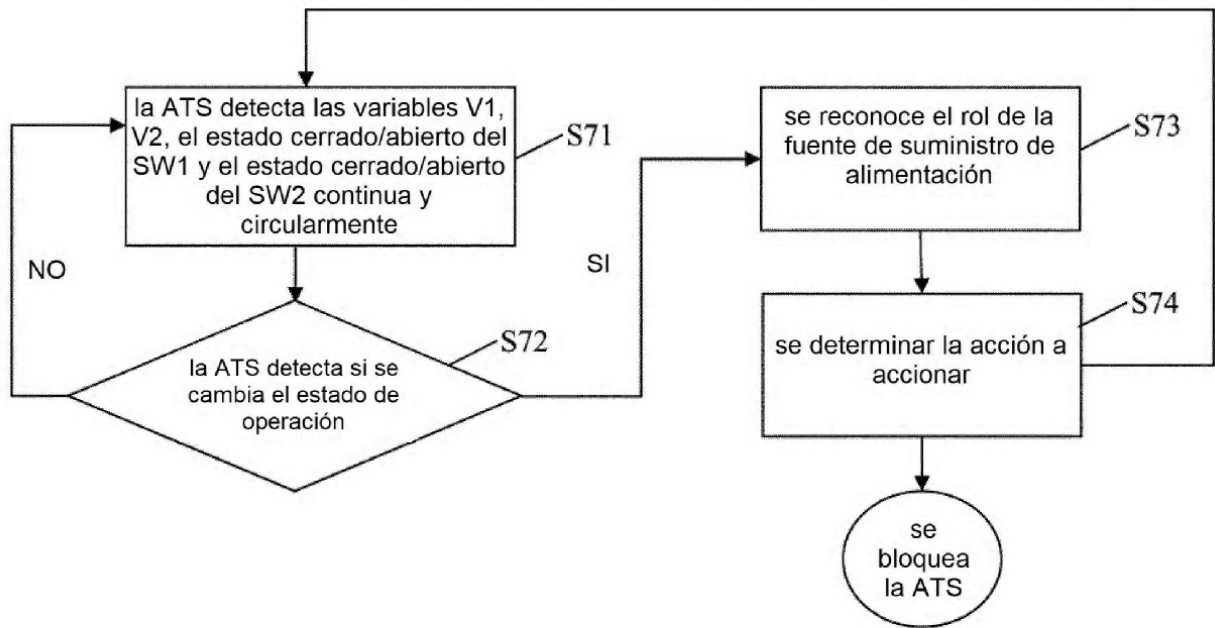 la ATS detecta las variables V1,
V2, el estado cerrado/abierto del
SW1 y el estado cerrado/abierto
del SW2 continua y
circularmente
S71
NO
la ATS detecta si se
cambia el estado de
operación
S72
SI
se reconoce el rol de la
fuente de suministro de
alimentación
S73
se determinar la acción a
accionar
S74
se
bloquea
la ATS